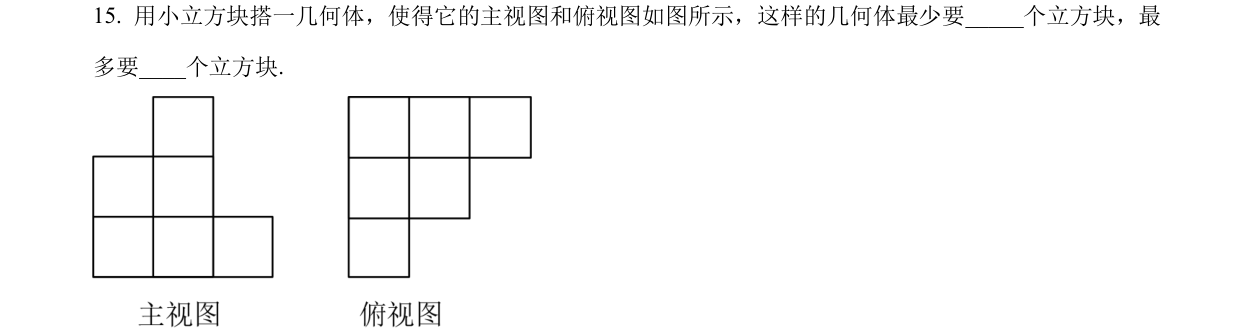 15. 用小立方块搭一几何体，使得它的主视图和俯视图如图所示，这样的几何体最少要_____个立方块，最
多要____个立方块.
主视图 俯视图